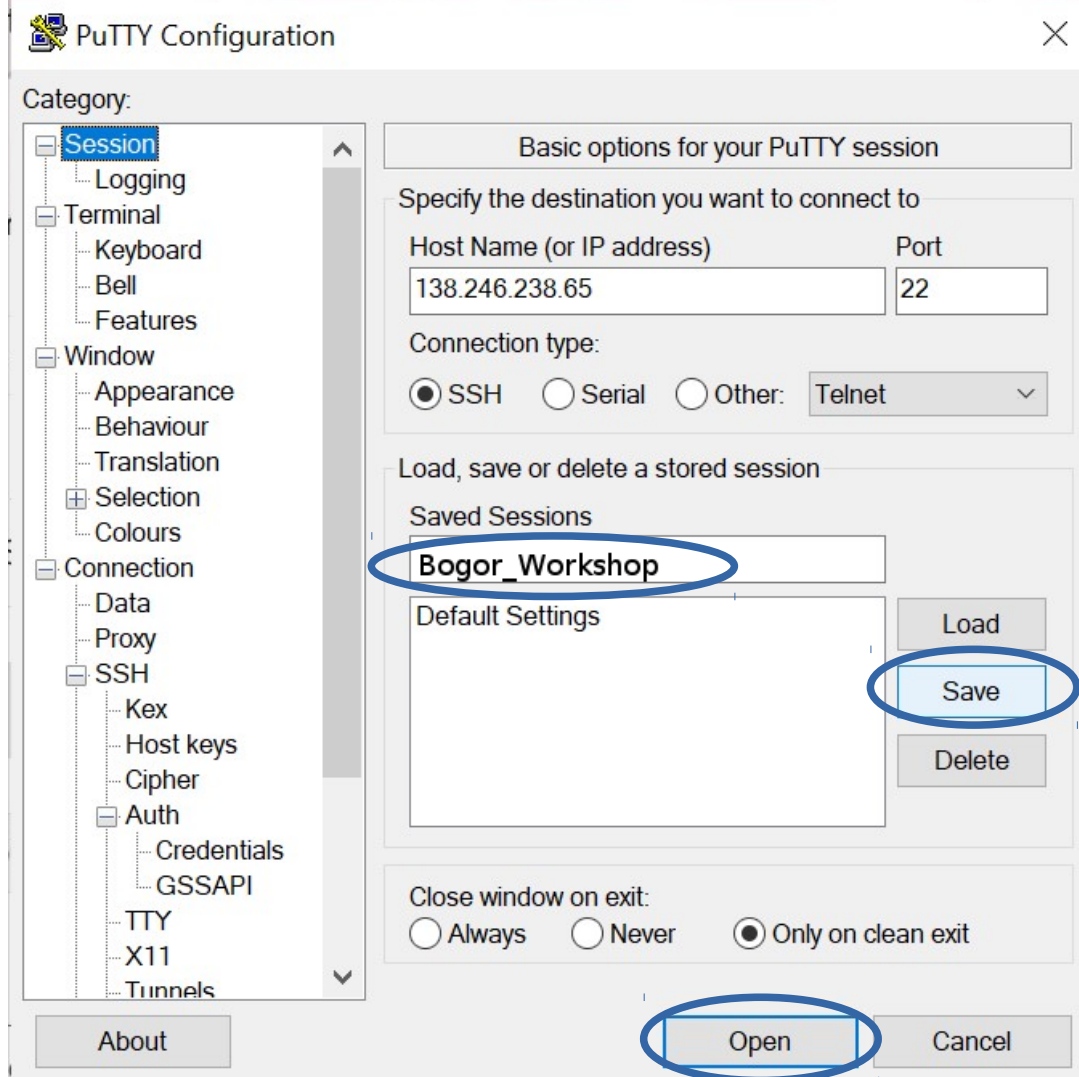 PuTTY Configuration
Category:
Session
Logging
Terminal
Keyboard
Bell
Features
Window
Appearance
Behaviour
Translation
Selection
Colours
Connection
Data
Proxy
SSH
Kex
Host keys
Cipher
Auth
Credentials
GSSAPI
TTY
X11
Tunnels
Basic options for your PuTTY session
Specify the destination you want to connect to
Host Name (or IP address) Port
138.246.238.65 22
Connection type:
SSH Serial Other: Telnet
Load, save or delete a stored session
Saved Sessions
Bogor_Workshop
Default Settings
Load
Save
Delete
Close window on exit:
Always Never Only on clean exit
About Open Cancel